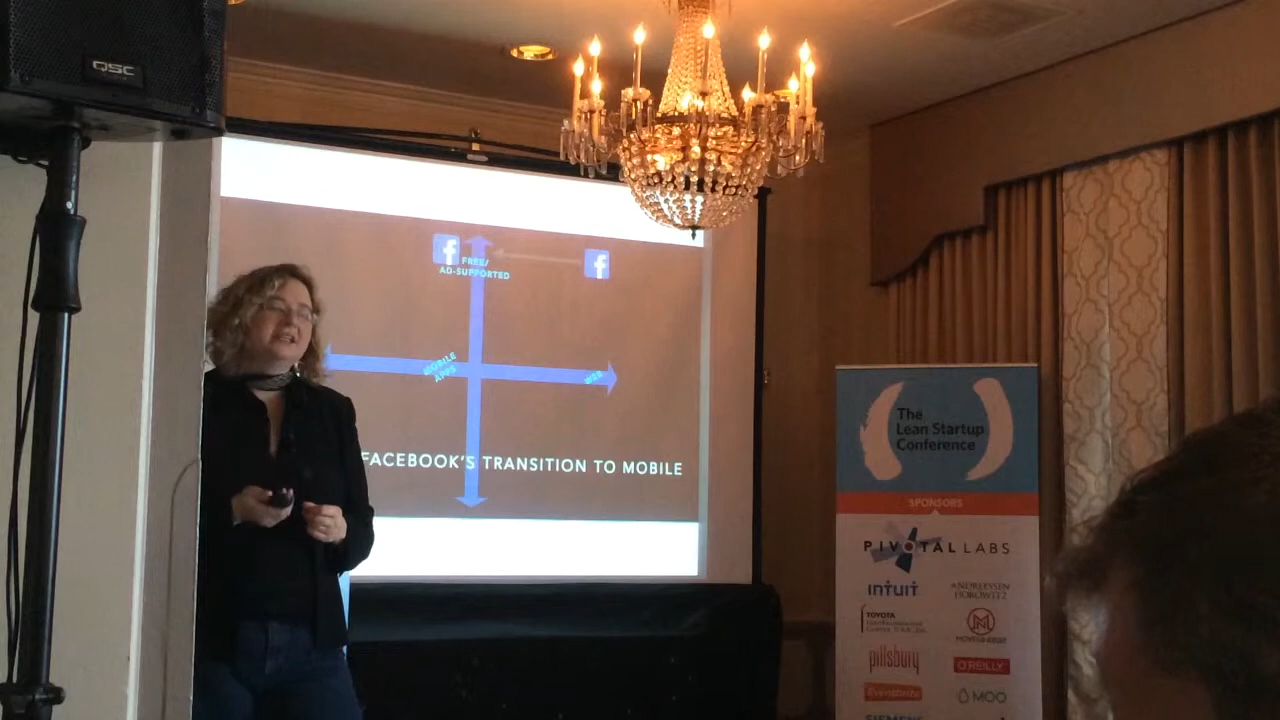 QSC
FREE/
AD-SUPPORTED
MOBILE
APPS
WEB
FACEBOOK'S TRANSITION TO MOBILE
The
Lean Startup
Conference
SPONSORS
PIVOTAL LABS
INTUIT
ANDREESSEN
HOROWITZ
TOYOTA
pillsbury
O'REILLY
Eventbrite
MOO
SIEMENS